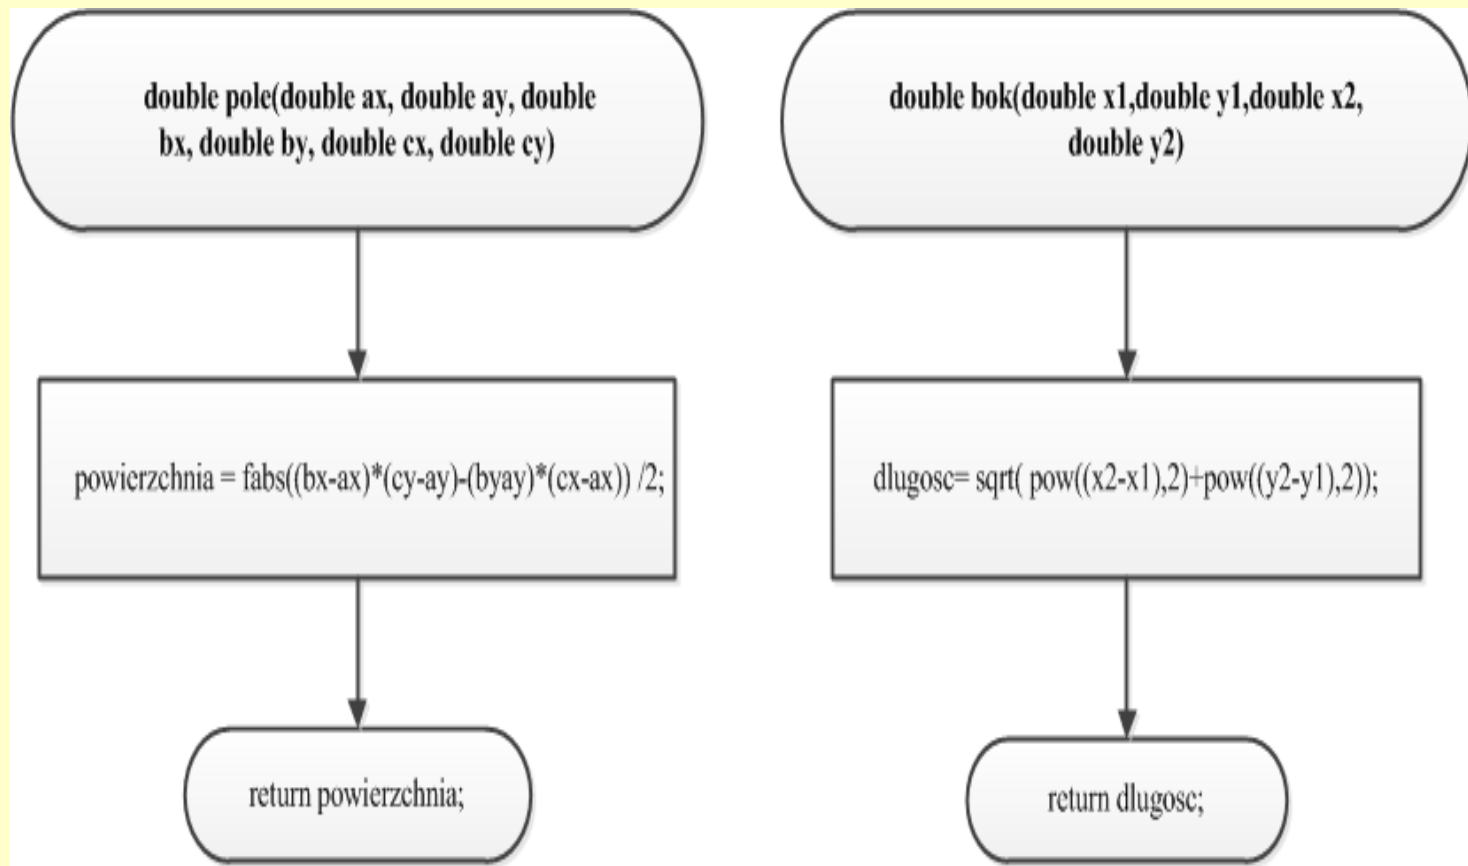 double pole(double ax, double ay, double
bx, double by, double cx, double cy)
powierzchnia = fabs((bx-ax)*(cy-ay)-(byay)*(cx-ax)) /2;
return powierzchnia;
double bok(double x1,double y1,double x2,
double y2)
dlugosc= sqrt( pow((x2-x1),2)+pow((y2-y1),2));
return dlugosc;